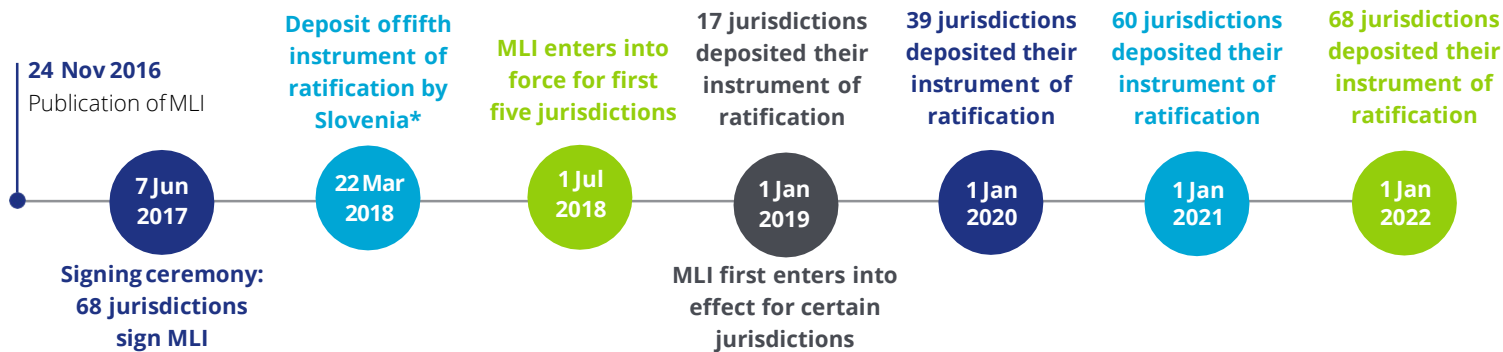 24 Nov 2016
Publication of MLI
7 Jun
2017
Signing ceremony:
68 jurisdictions
sign MLI
Deposit of fifth
instrument of
ratification by
Slovenia*
22 Mar
2018
MLI enters into
force for first
five jurisdictions
1 Jul
2018
17 jurisdictions
deposited their
instrument of
ratification
1 Jan
2019
MLI first enters into
effect for certain
jurisdictions
39 jurisdictions
deposited their
instrument of
ratification
1 Jan
2020
60 jurisdictions
deposited their
instrument of
ratification
1 Jan
2021
68 jurisdictions
deposited their
instrument of
ratification
1 Jan
2022